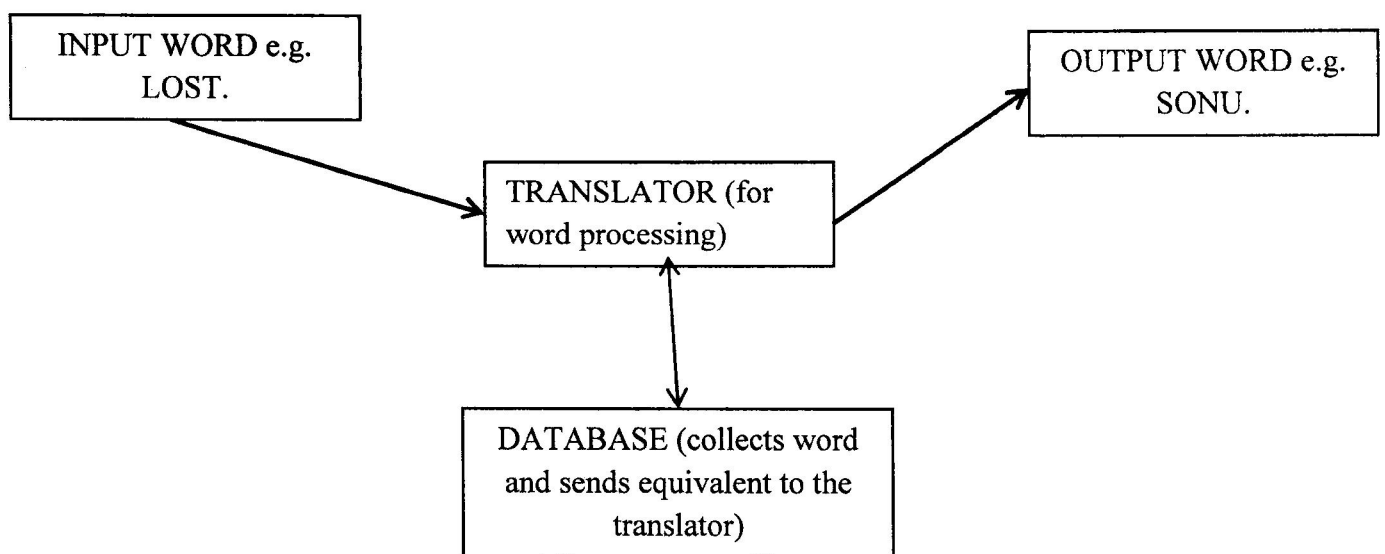 INPUT WORD e.g.
LOST.
OUTPUT WORD e.g.
SONU.
TRANSLATOR (for
word processing)
DATABASE (collects word
and sends equivalent to the
translator)